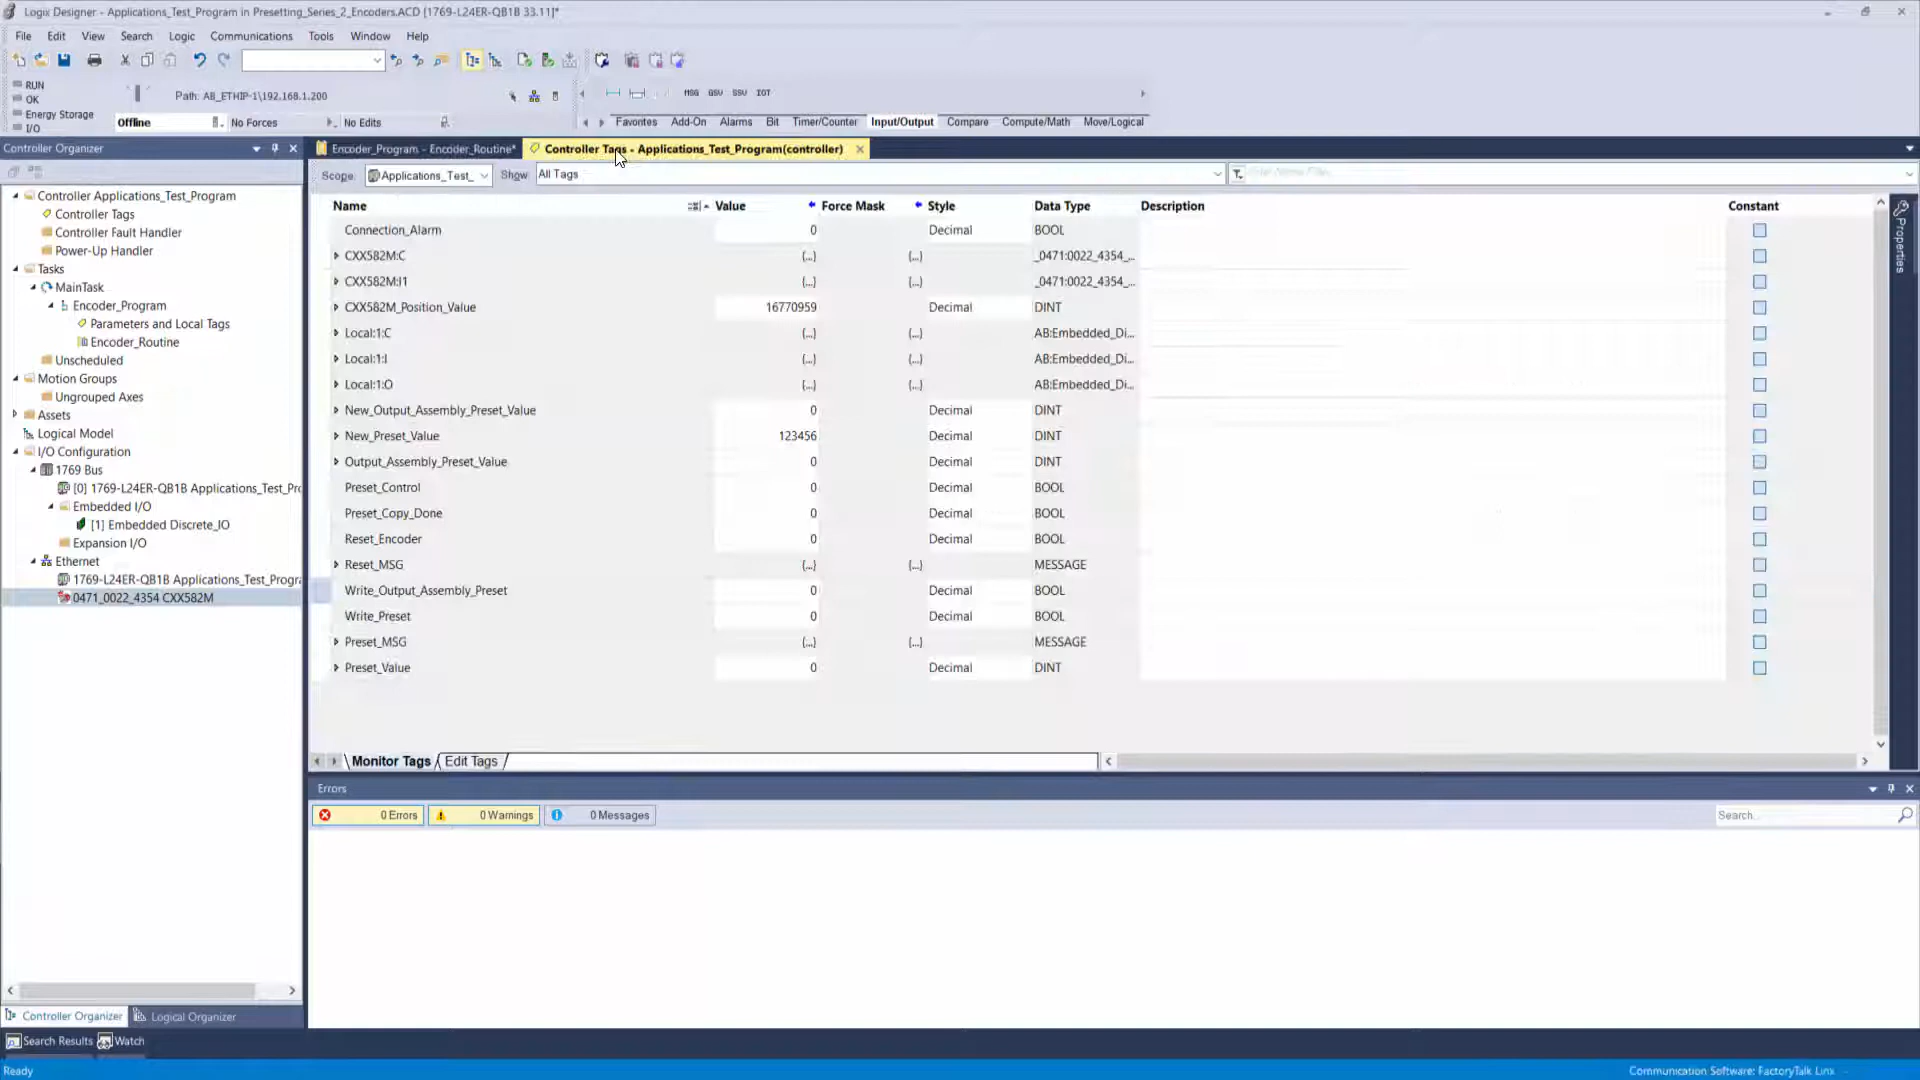 Logix Designer - Applications_Test_Program in Presetting_Series_2_Encoders.ACD [1769-L24ER-QB1B 33.11]*
File Edit View Search Logic Communications Tools Window Help
RUN
OK
Energy Storage
I/O
Path: AB_ETHIP-1\192.168.1.200
Offline
No Forces
No Edits
MSG GSV SSV IOT
Favorites Add-On Alarms Bit Timer/Counter Input/Output Compare Compute/Math Move/Logical
Controller Organizer
Controller Applications_Test_Program
Controller Tags
Controller Fault Handler
Power-Up Handler
Tasks
MainTask
Encoder_Program
Parameters and Local Tags
Encoder_Routine
Unscheduled
Motion Groups
Ungrouped Axes
Assets
Logical Model
I/O Configuration
1769 Bus
[0] 1769-L24ER-QB1B Applications_Test_Pro
Embedded I/O
[1] Embedded Discrete_IO
Expansion I/O
Ethernet
1769-L24ER-QB1B Applications_Test_Progra
0471_0022_4354 CXX582M
Controller Organizer Logical Organizer
Encoder_Program - Encoder_Routine*
Controller Tags - Applications_Test_Program(controller)
Scope: Applications_Test_ Show: All Tags
Name Value Force Mask Style Data Type Description Constant
Connection_Alarm 0 Decimal BOOL
CXX582M:C {...} {...} _0471:0022_4354_...
CXX582M:I1 {...} {...} _0471:0022_4354_...
CXX582M_Position_Value 16770959 Decimal DINT
Local:1:C {...} {...} AB:Embedded_Di...
Local:1:I {...} {...} AB:Embedded_Di...
Local:1:O {...} {...} AB:Embedded_Di...
New_Output_Assembly_Preset_Value 0 Decimal DINT
New_Preset_Value 123456 Decimal DINT
Output_Assembly_Preset_Value 0 Decimal DINT
Preset_Control 0 Decimal BOOL
Preset_Copy_Done 0 Decimal BOOL
Reset_Encoder 0 Decimal BOOL
Reset_MSG {...} {...} MESSAGE
Write_Output_Assembly_Preset 0 Decimal BOOL
Write_Preset 0 Decimal BOOL
Preset_MSG {...} {...} MESSAGE
Preset_Value 0 Decimal DINT
Monitor Tags Edit Tags
Properties
Errors
0 Errors 0 Warnings 0 Messages
Search...
Search Results Watch
Ready
Communication Software: FactoryTalk Linx